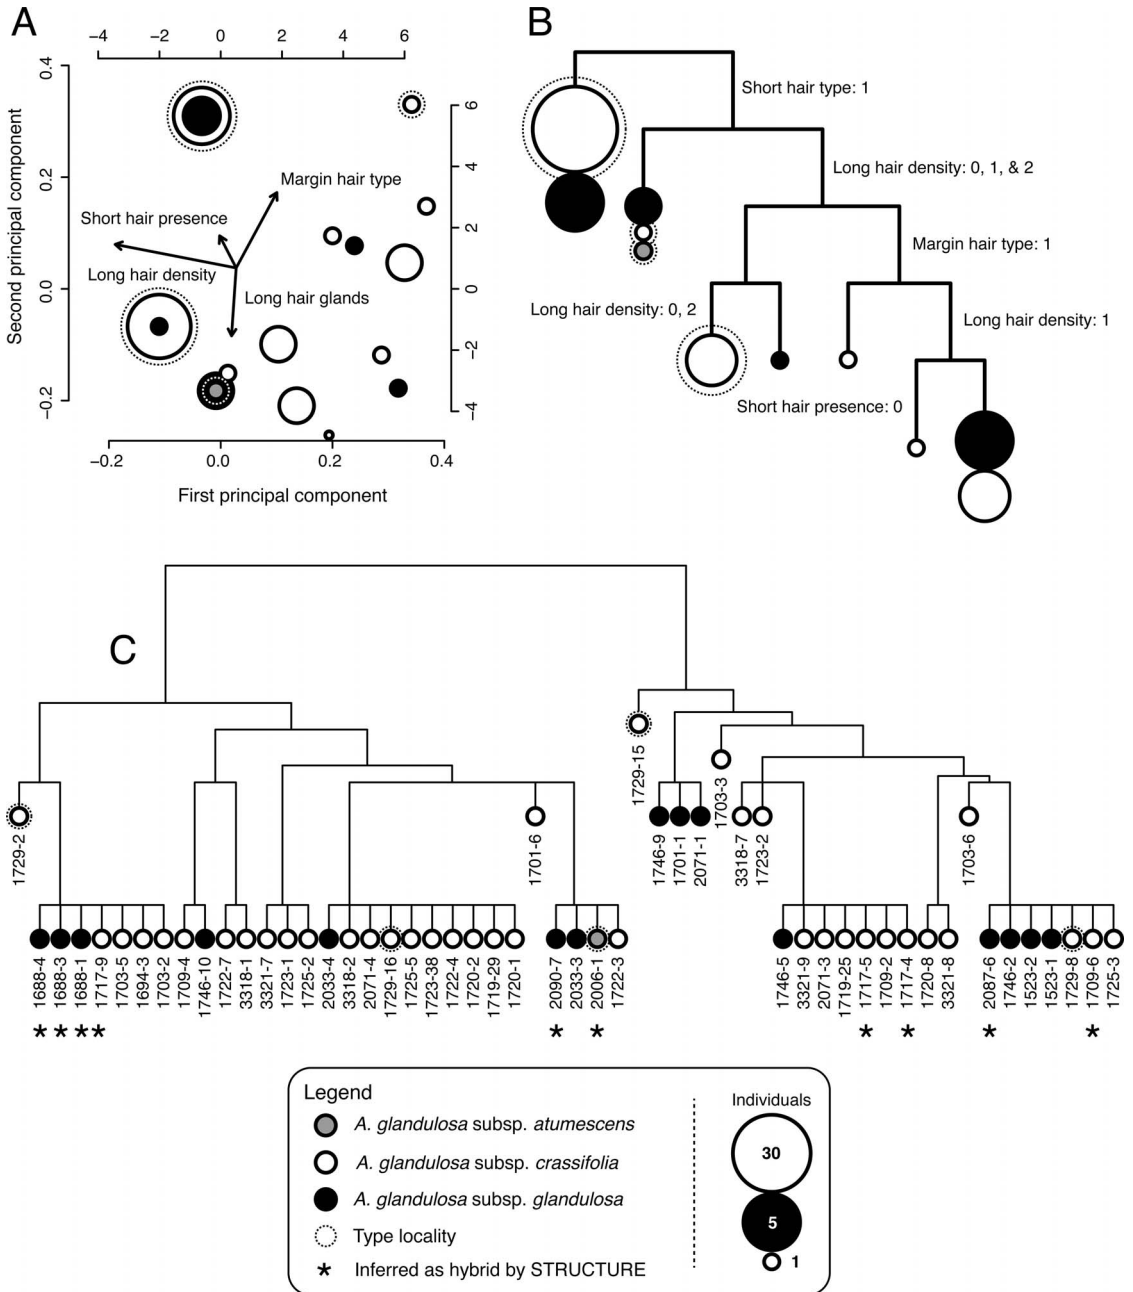 A
−4 −2 0 2 4 6
0.4
0.2
0.0
−0.2
Second principal component
6
4
2
0
−2
−4
Margin hair type
Short hair presence
Long hair density
Long hair glands
−0.2 0.0 0.2 0.4
First principal component
B
Short hair type: 1
Long hair density: 0, 1, & 2
Margin hair type: 1
Long hair density: 0, 2
Long hair density: 1
Short hair presence: 0
C
1729-2
1701-6
1729-15
1746-9
1701-1
2071-1
1703-3
3318-7
1723-2
1703-6
1688-4
1688-3
1688-1
1717-9
1703-5
1694-3
1703-2
1709-4
1746-10
1722-7
3318-1
3321-7
1723-1
1725-2
2033-4
3318-2
2071-4
1729-16
1725-5
1723-38
1722-4
1720-2
1719-29
1720-1
2090-7
2033-3
2006-1
1722-3
1746-5
3321-9
2071-3
1719-25
1717-5
1709-2
1717-4
1720-8
3321-8
2087-6
1746-2
1523-2
1523-1
1729-8
1709-6
1725-3
* * * * * * * * * *
Legend
A. glandulosa subsp. atumescens
A. glandulosa subsp. crassifolia
A. glandulosa subsp. glandulosa
Type locality
* Inferred as hybrid by STRUCTURE
Individuals
30
5
1